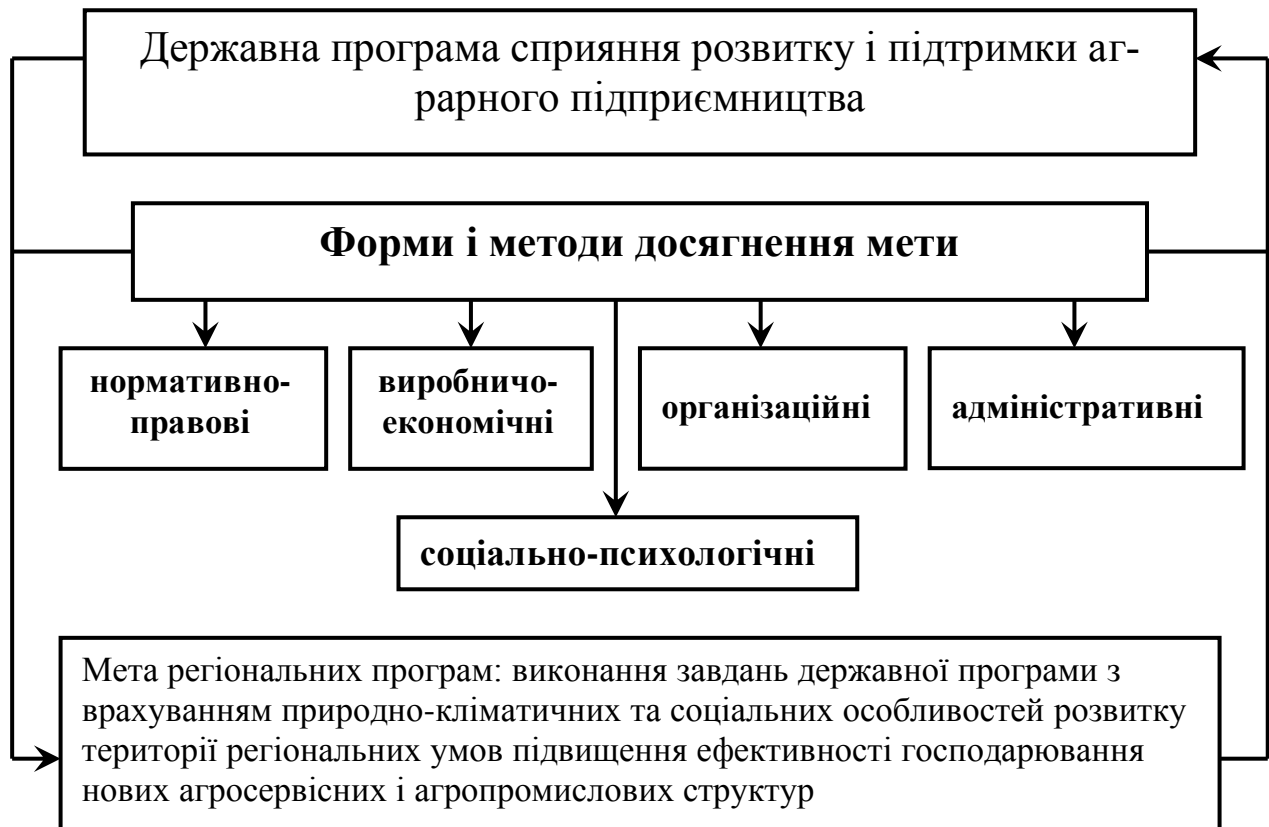 Державна програма сприяння розвитку і підтримки аг-
рарного підприємництва
Форми і методи досягнення мети
нормативно-
правові
виробничо-
економічні
організаційні
адміністративні
соціально-психологічні
Мета регіональних програм: виконання завдань державної програми з
врахуванням природно-кліматичних та соціальних особливостей розвитку
території регіональних умов підвищення ефективності господарювання
нових агросервісних і агропромислових структур